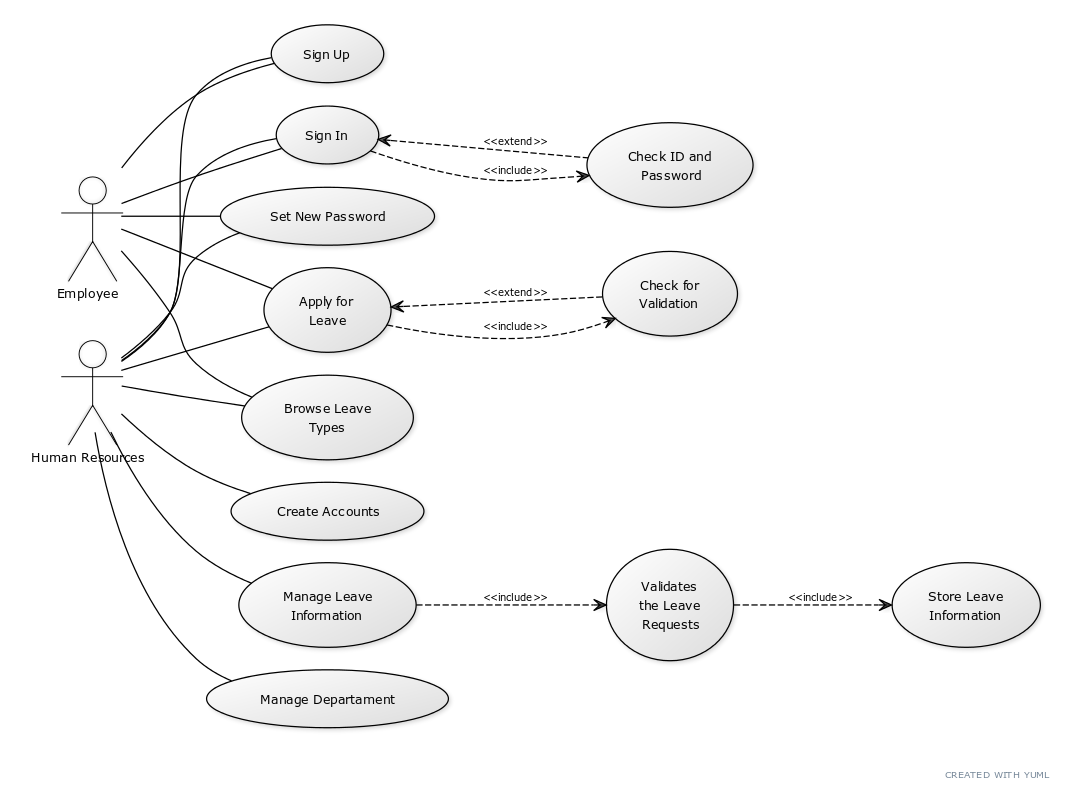 Sign Up
Sign In
<<extend>>
<<include>>
Check ID and
Password
Set New Password
Employee
Apply for
Leave
<<extend>>
<<include>>
Check for
Validation
Human Resources
Browse Leave
Types
Create Accounts
Manage Leave
Information
<<include>>
Validates
the Leave
Requests
<<include>>
Store Leave
Information
Manage Departament
CREATED WITH YUML